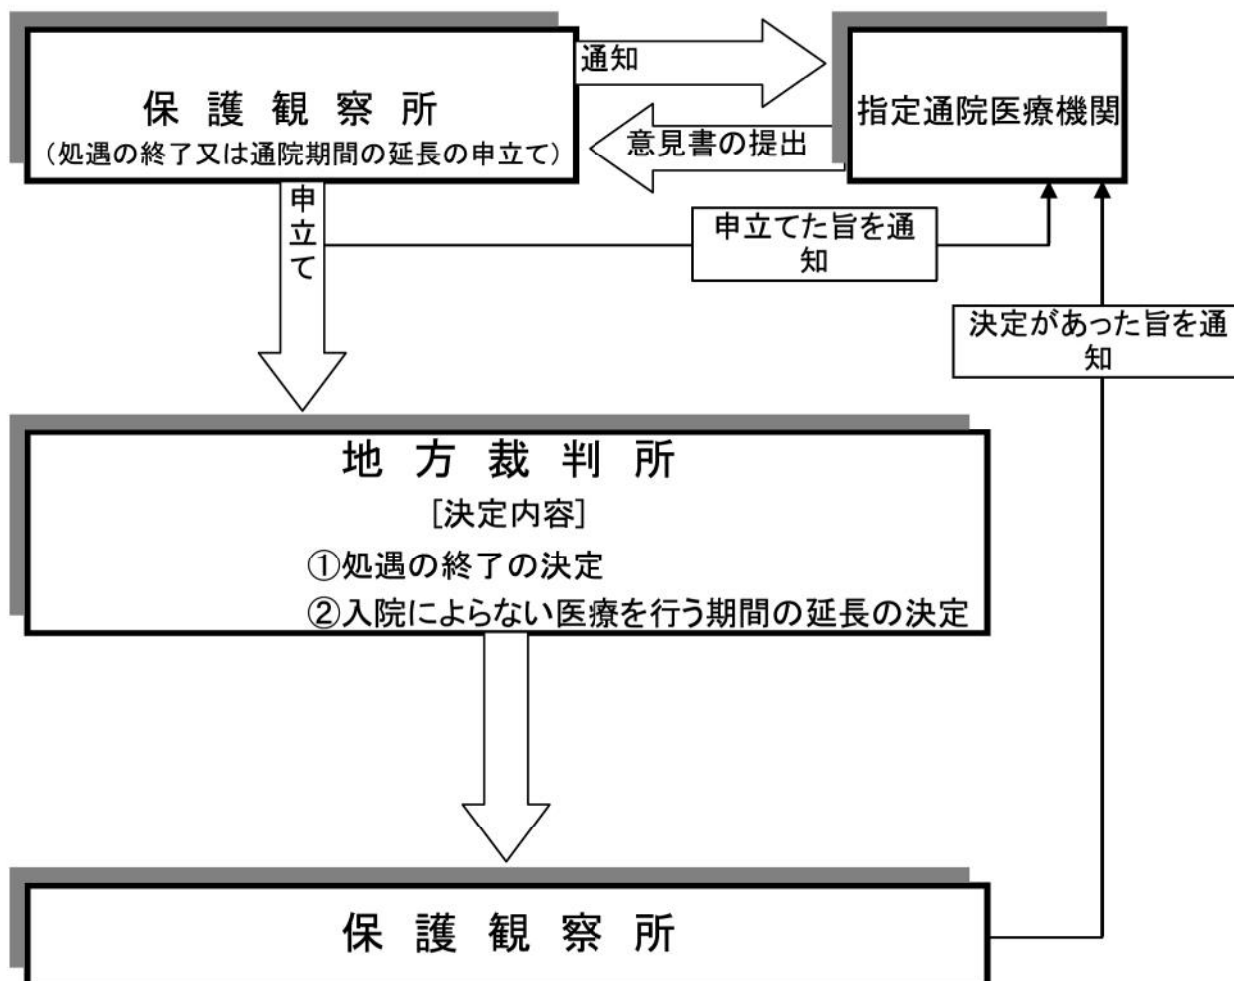 保護観察所
（処遇の終了又は通院期間の延長の申立て）
通知
意見書の提出
指定通院医療機関
申立て
申立てた旨を通
知
決定があった旨を通
知
地方裁判所
[決定内容]
①処遇の終了の決定
②入院によらない医療を行う期間の延長の決定
保護観察所